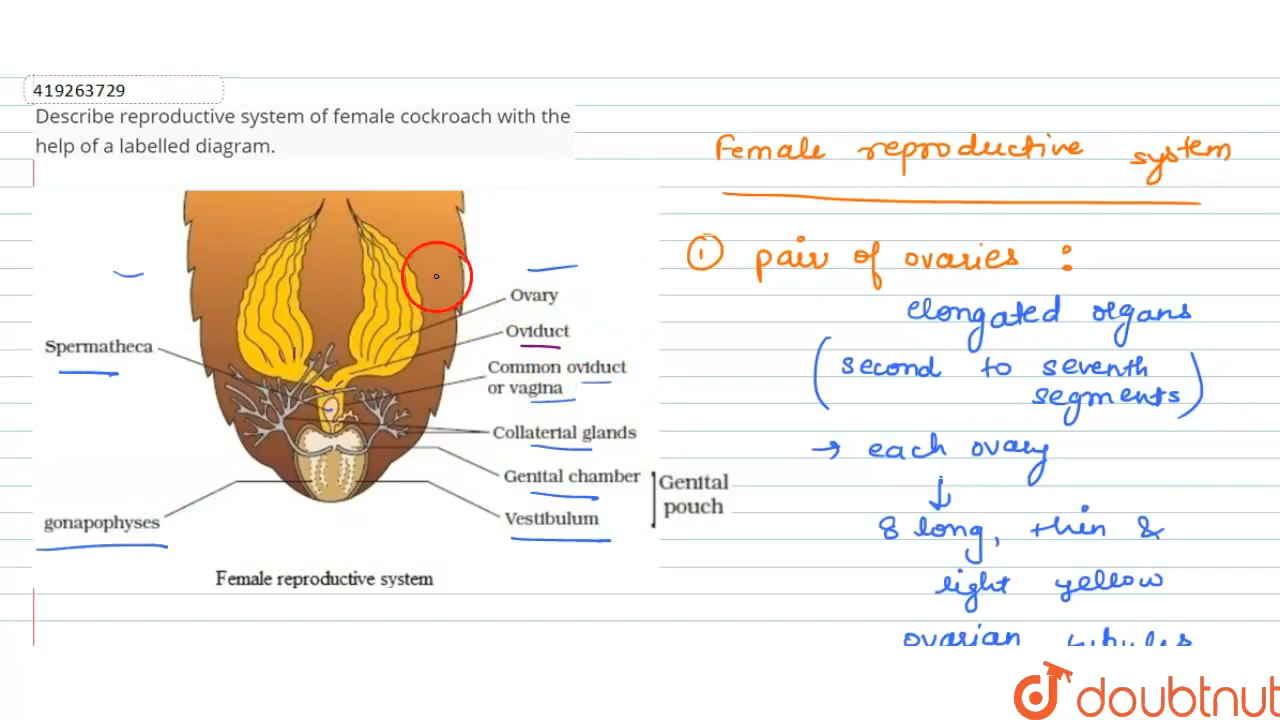 419263729
Describe reproductive system of female cockroach with the
help of a labelled diagram.
Spermatheca
gonapophyses
Ovary
Oviduct
Common oviduct
or vagina
Collaterial glands
Genital chamber
Vestibulum
Genital
pouch
Female reproductive system
Female reproductive system
① pair of ovaries :
elongated organs
(second to seventh
segments)
→ each ovary
↓
8 long, thin &
light yellow
ovarian tubules
doubtnut